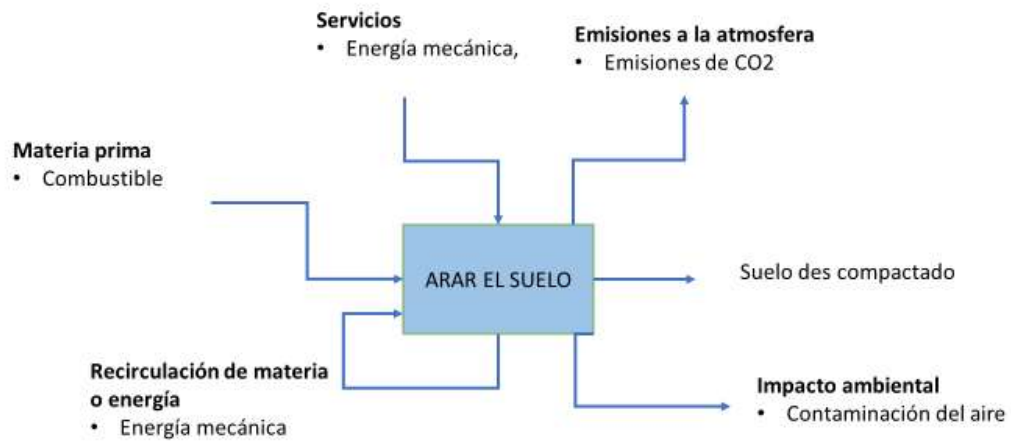 Servicios
• Energía mecánica,
Emisiones a la atmosfera
• Emisiones de CO2
Materia prima
• Combustible
ARAR EL SUELO
Suelo des compactado
Recirculación de materia
o energía
• Energía mecánica
Impacto ambiental
• Contaminación del aire